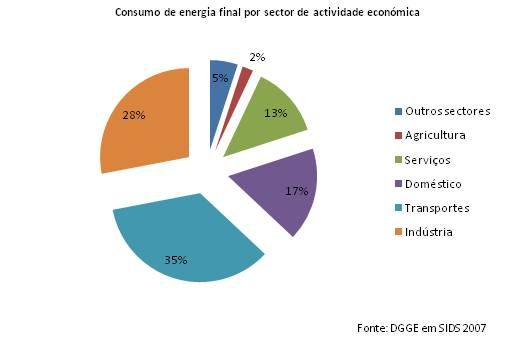 Consumo de energia final por sector de actividade económica
2%
5%
13%
28%
17%
35%
Outros sectores
Agricultura
Serviços
Doméstico
Transportes
Indústria
Fonte: DGGE em SIDS 2007